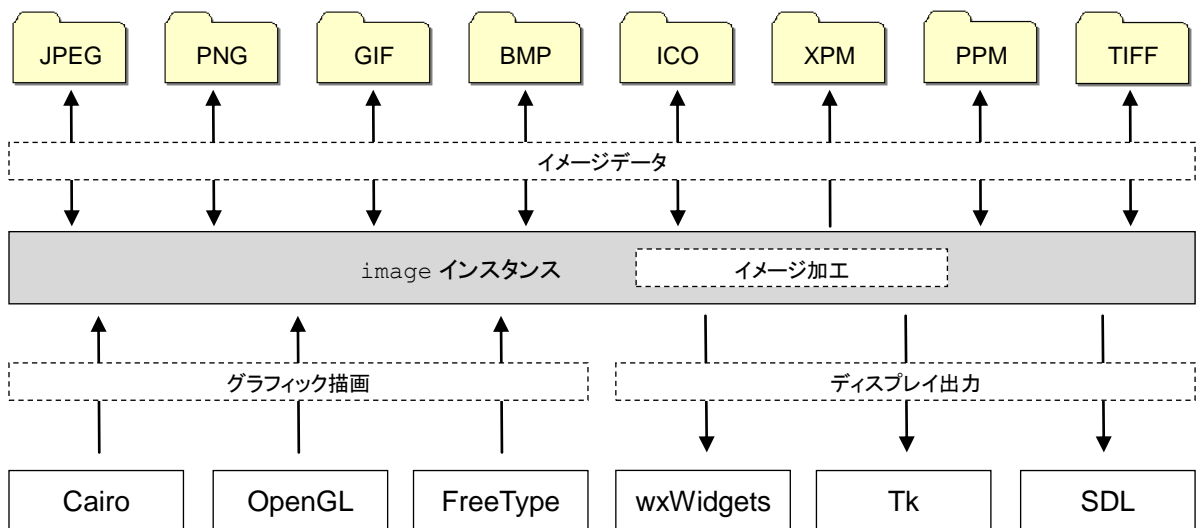 JPEG PNG GIF BMP ICO XPM PPM TIFF
イメージデータ
image インスタンス イメージ加工
グラフィック描画 ディスプレイ出力
Cairo OpenGL FreeType wxWidgets Tk SDL